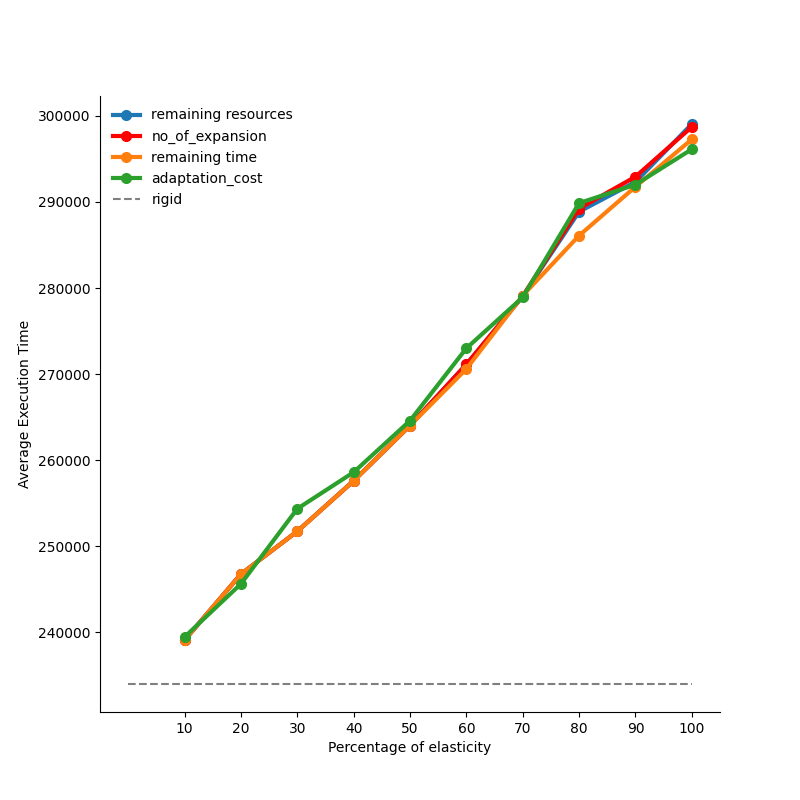 remaining resources
no_of_expansion
remaining time
adaptation_cost
rigid
300000
290000
280000
270000
260000
250000
240000
Average Execution Time
10 20 30 40 50 60 70 80 90 100
Percentage of elasticity